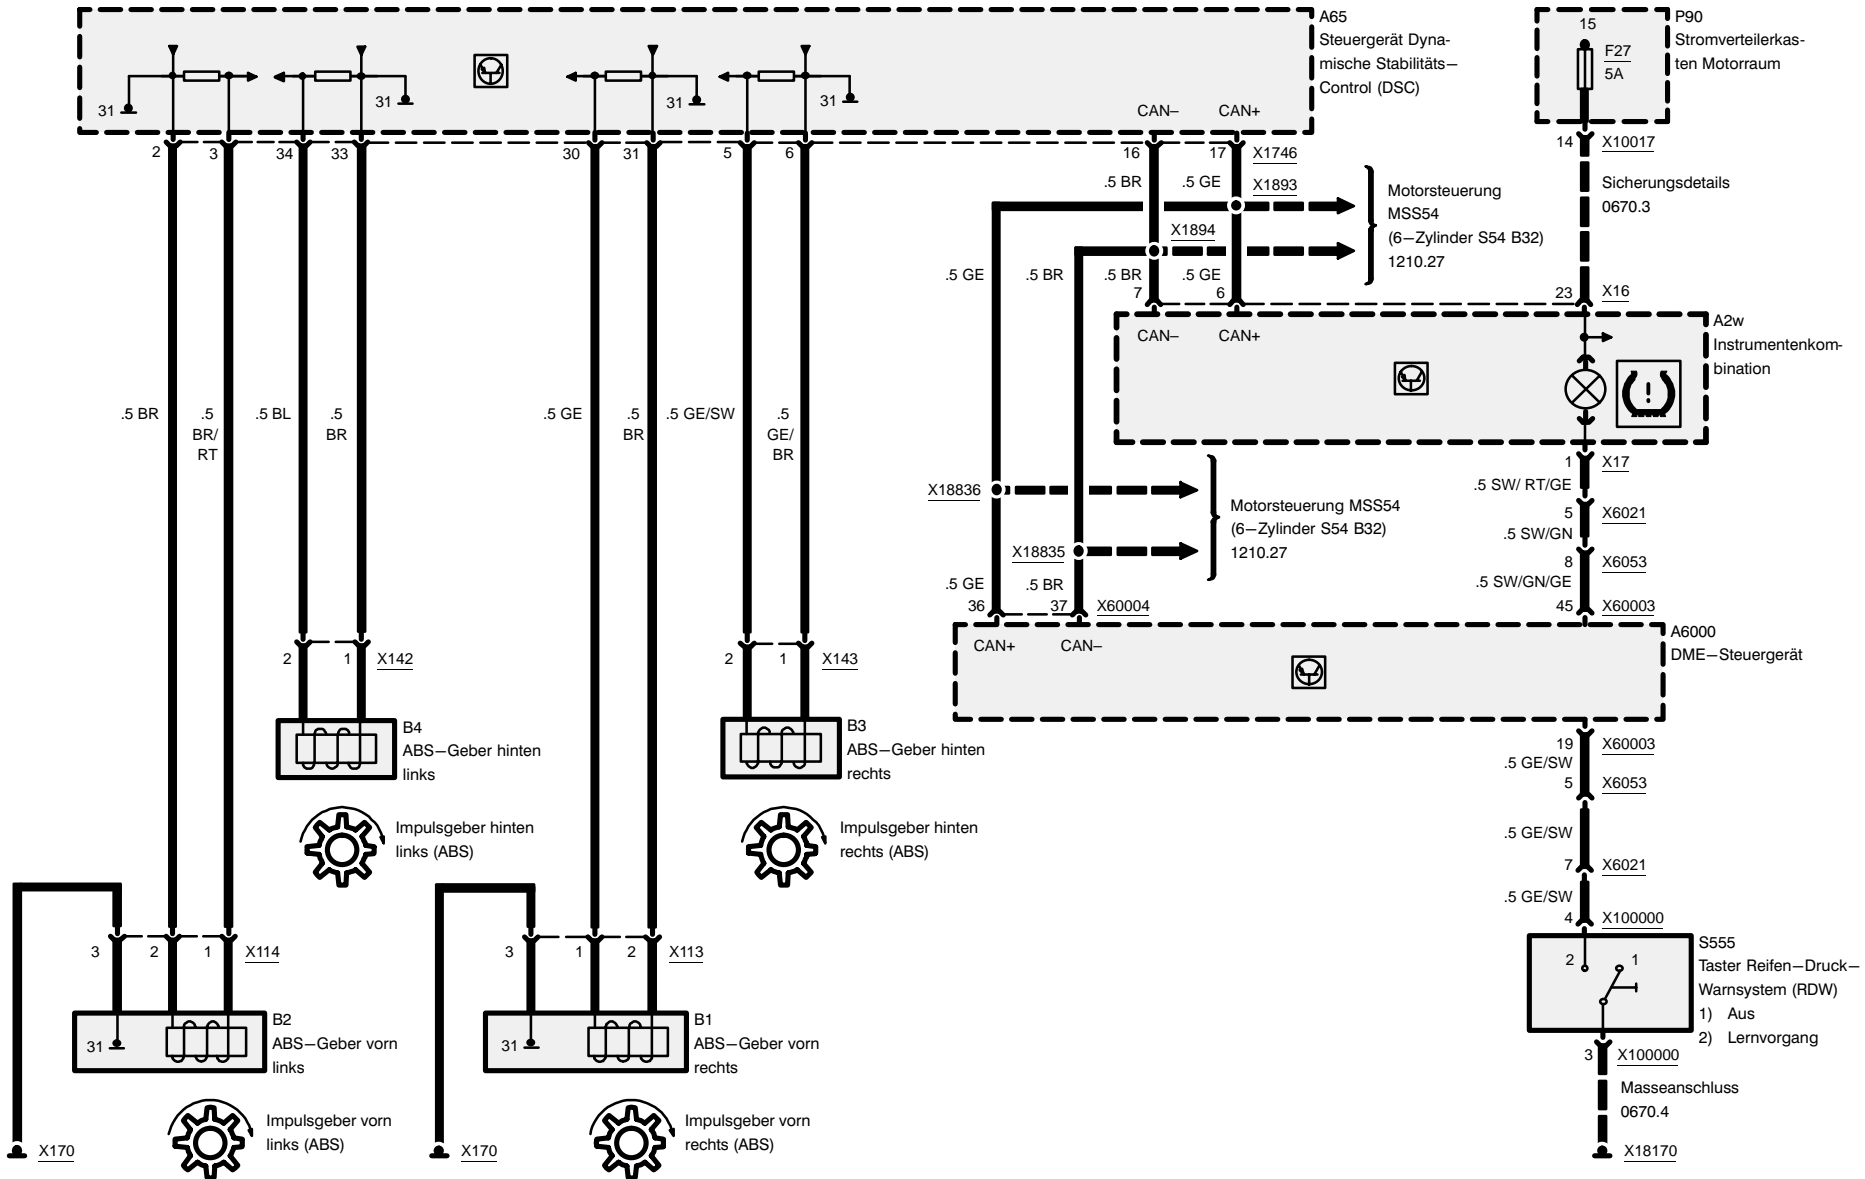 A65
Steuergerät Dyna-
mische Stabilitäts–
Control (DSC)
31
31
31
31
CAN–
CAN+
P90
Stromverteilerkas-
ten Motorraum
15
F27
5A
2
3
34
33
30
31
5
6
16
17
X1746
14
X10017
.5 BR
.5 GE
X1893
Sicherungsdetails
0670.3
Motorsteuerung
MSS54
(6–Zylinder S54 B32)
1210.27
X1894
.5 GE
.5 BR
.5 BR
.5 GE
7
6
23
X16
CAN–
CAN+
A2w
Instrumentenkom-
bination
.5 BR
.5
BR/
RT
.5 BL
.5
BR
.5 GE
.5
BR
.5 GE/SW
.5
GE/
BR
1
X17
.5 SW/ RT/GE
5
X6021
.5 SW/GN
8
X6053
.5 SW/GN/GE
45
X60003
X18836
X18835
Motorsteuerung MSS54
(6–Zylinder S54 B32)
1210.27
.5 GE
.5 BR
36
37
X60004
CAN+
CAN–
A6000
DME–Steuergerät
2
1
X142
2
1
X143
B4
ABS–Geber hinten
links
B3
ABS–Geber hinten
rechts
Impulsgeber hinten
links (ABS)
Impulsgeber hinten
rechts (ABS)
19
X60003
.5 GE/SW
5
X6053
.5 GE/SW
7
X6021
.5 GE/SW
4
X100000
3
2
1
X114
3
1
2
X113
31
B2
ABS–Geber vorn
links
31
B1
ABS–Geber vorn
rechts
2
1
S555
Taster Reifen–Druck–
Warnsystem (RDW)
1) Aus
2) Lernvorgang
3
X100000
Masseanschluss
0670.4
X18170
X170
Impulsgeber vorn
links (ABS)
X170
Impulsgeber vorn
rechts (ABS)